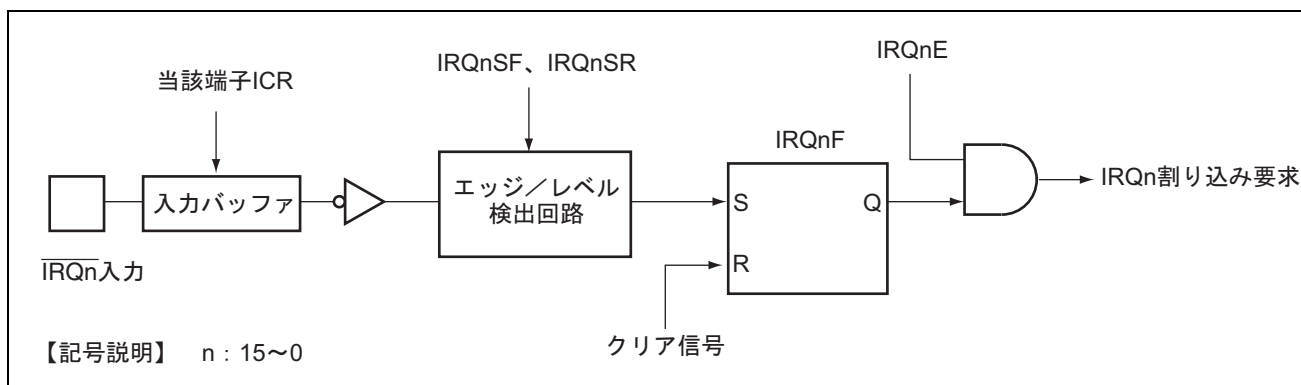 IRQnE
IRQnSF、IRQnSR
当該端子ICR
IRQnF
入力バッファ
エッジ／レベル
検出回路
S
Q
IRQn割り込み要求
R
IRQn入力
クリア信号
【記号説明】 n：15～0